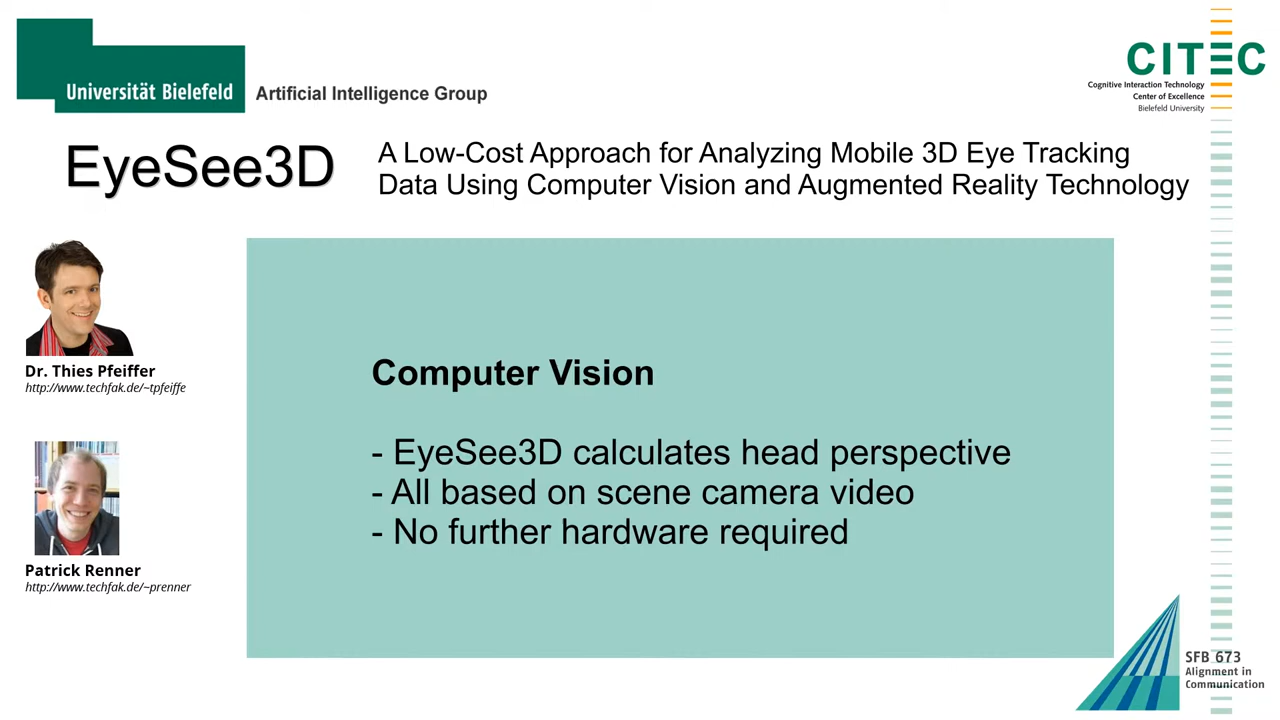 Universität Bielefeld
Artificial Intelligence Group
CITEC
Cognitive Interaction Technology
Center of Excellence
Bielefeld University
EyeSee3D
A Low-Cost Approach for Analyzing Mobile 3D Eye Tracking
Data Using Computer Vision and Augmented Reality Technology
Dr. Thies Pfeiffer
http://www.techfak.de/~tpfeiffe
Patrick Renner
http://www.techfak.de/~prenner
Computer Vision
- EyeSee3D calculates head perspective
- All based on scene camera video
- No further hardware required
SFB 673
Alignment in
Communication